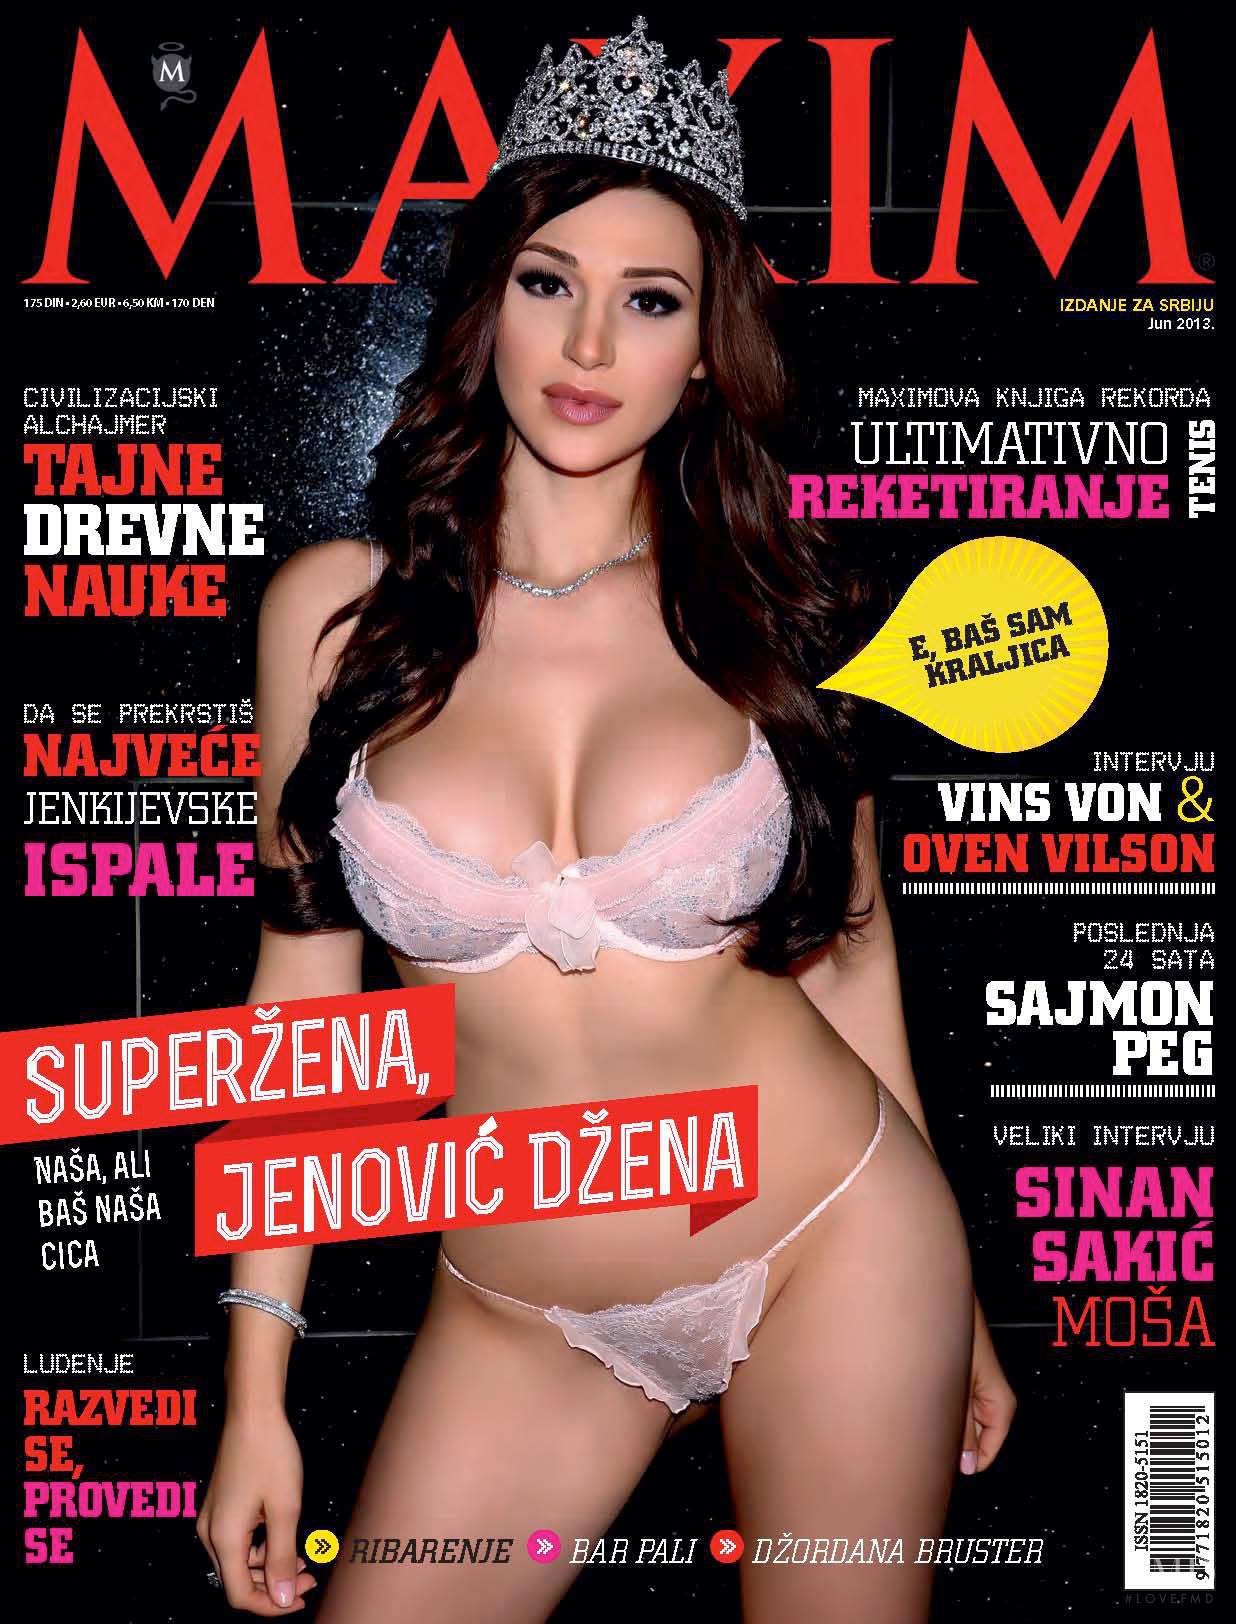 MAXIM
M
®
175 DIN • 2,60 EUR • 6,50 KM • 170 DEN
IZDANJE ZA SRBIJU
Jun 2013.
CIVILIZACIJSKI
ALCHAJMER
TAJNE
DREVNE
NAUKE
DA SE PREKRSTIŠ
NAJVEĆE
JENKIJEVSKE
ISPALE
SUPERŽENA,
JENOVIĆ DŽENA
NAŠA, ALI
BAŠ NAŠA
CICA
LUDENJE
RAZVEDI
SE,
PROVEDI
SE
MAXIMOVA KNJIGA REKORDA
ULTIMATIVNO
REKETIRANJE
TENIS
E, BAŠ SAM
KRALJICA
INTERVJU
VINS VON &
OVEN VILSON
POSLEDNJA
24 SATA
SAJMON
PEG
VELIKI INTERVJU
SINAN
SAKIĆ
MOŠA
» RIBARENJE » BAR PALI » DŽORDANA BRUSTER
ISSN 1820-5151
9 771820 515012
#LOVEFMD